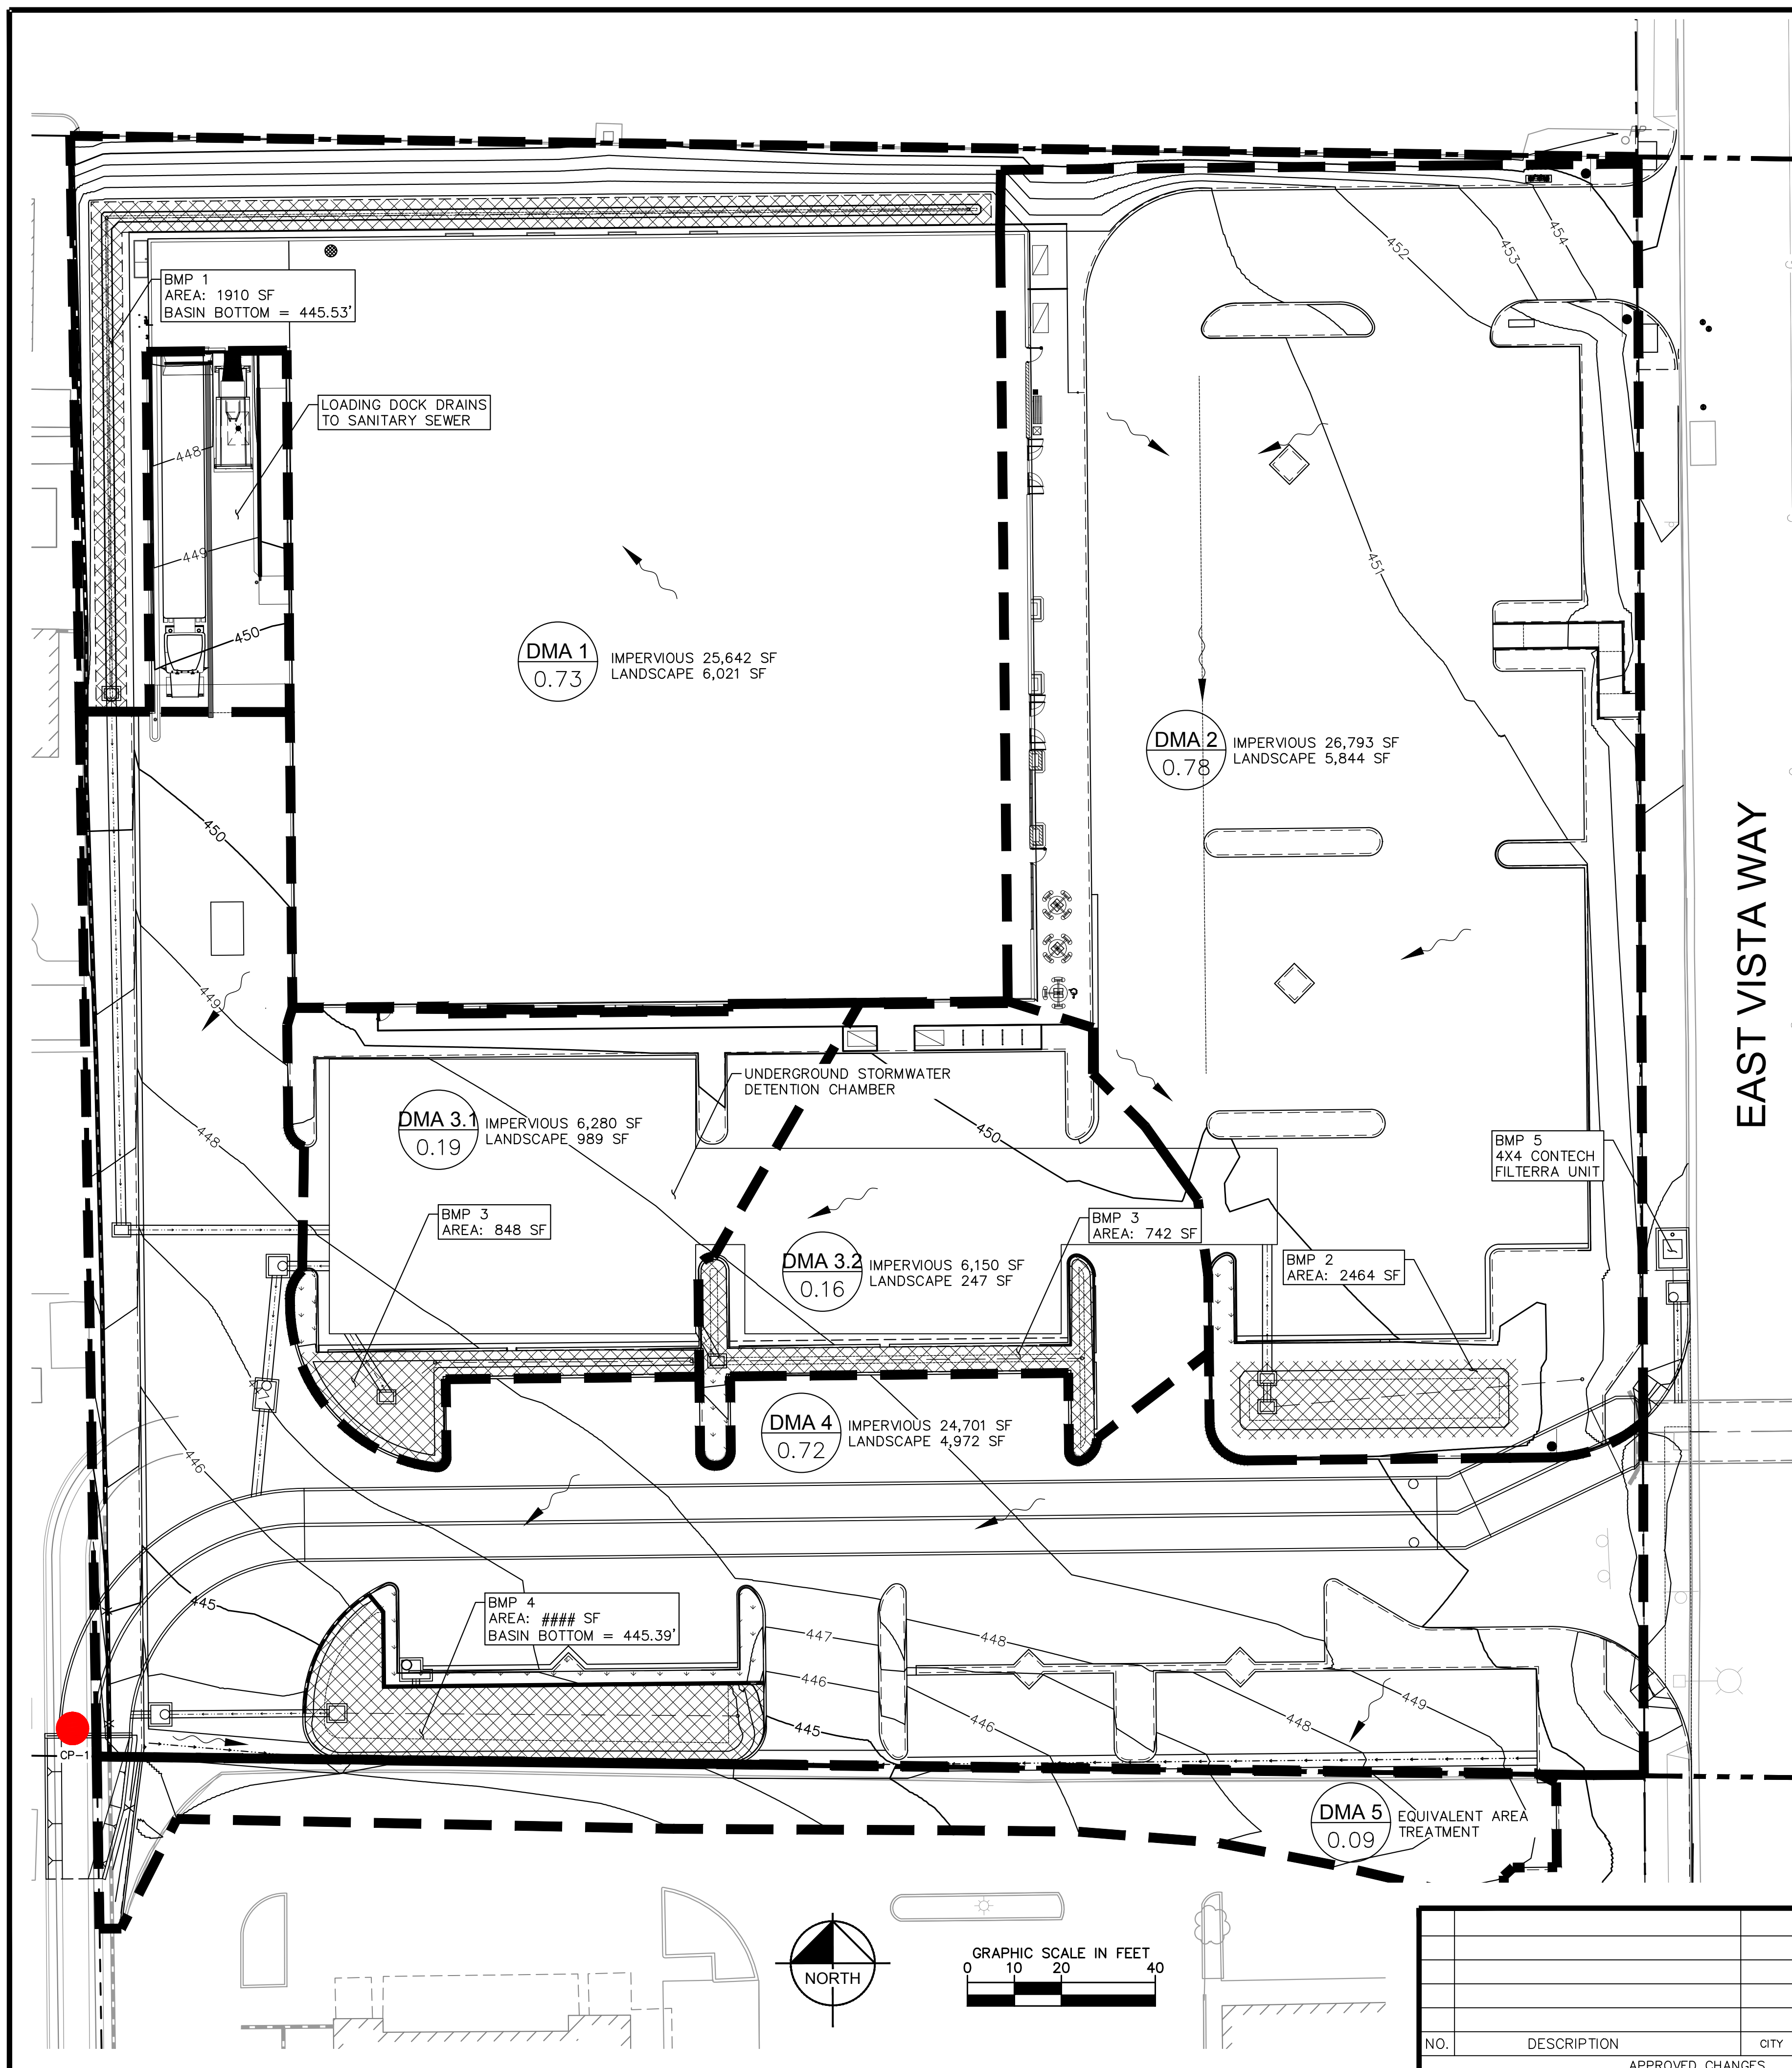 452
453
454
BMP 1
AREA: 1910 SF
BASIN BOTTOM = 445.53'
LOADING DOCK DRAINS
TO SANITARY SEWER
448
449
450
451
DMA 1
0.73
IMPERVIOUS 25,642 SF
LANDSCAPE 6,021 SF
DMA 2
0.78
IMPERVIOUS 26,793 SF
LANDSCAPE 5,844 SF
EAST VISTA WAY
450
449
448
UNDERGROUND STORMWATER
DETENTION CHAMBER
DMA 3.1
0.19
IMPERVIOUS 6,280 SF
LANDSCAPE 989 SF
450
BMP 5
4X4 CONTECH
FILTERRA UNIT
BMP 3
AREA: 848 SF
BMP 3
AREA: 742 SF
DMA 3.2
0.16
IMPERVIOUS 6,150 SF
LANDSCAPE 247 SF
BMP 2
AREA: 2464 SF
DMA 4
0.72
IMPERVIOUS 24,701 SF
LANDSCAPE 4,972 SF
446
445
BMP 4
AREA: #### SF
BASIN BOTTOM = 445.39'
447
448
446
446
445
448
449
CP-1
DMA 5
0.09
EQUIVALENT AREA
TREATMENT
NORTH
GRAPHIC SCALE IN FEET
0 10 20 40
NO. DESCRIPTION CITY
APPROVED CHANGES